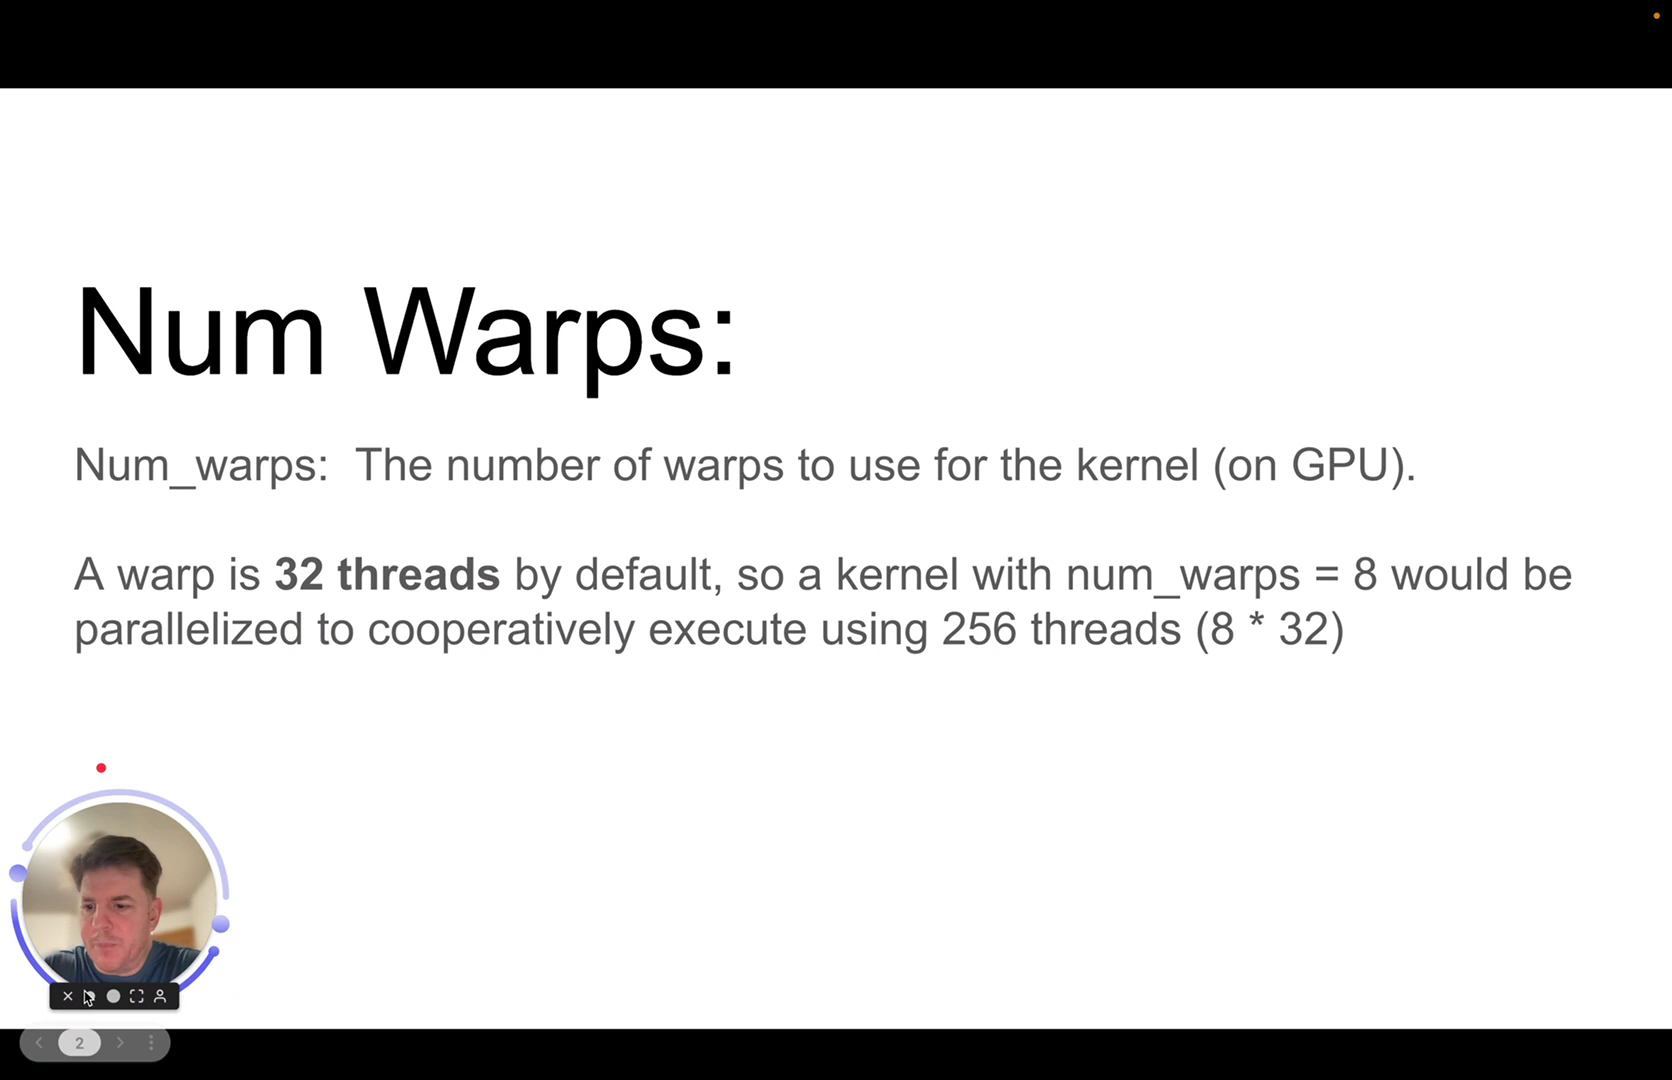 Num Warps:
Num_warps:  The number of warps to use for the kernel (on GPU).
A warp is 32 threads by default, so a kernel with num_warps = 8 would be
parallelized to cooperatively execute using 256 threads (8 * 32)
2